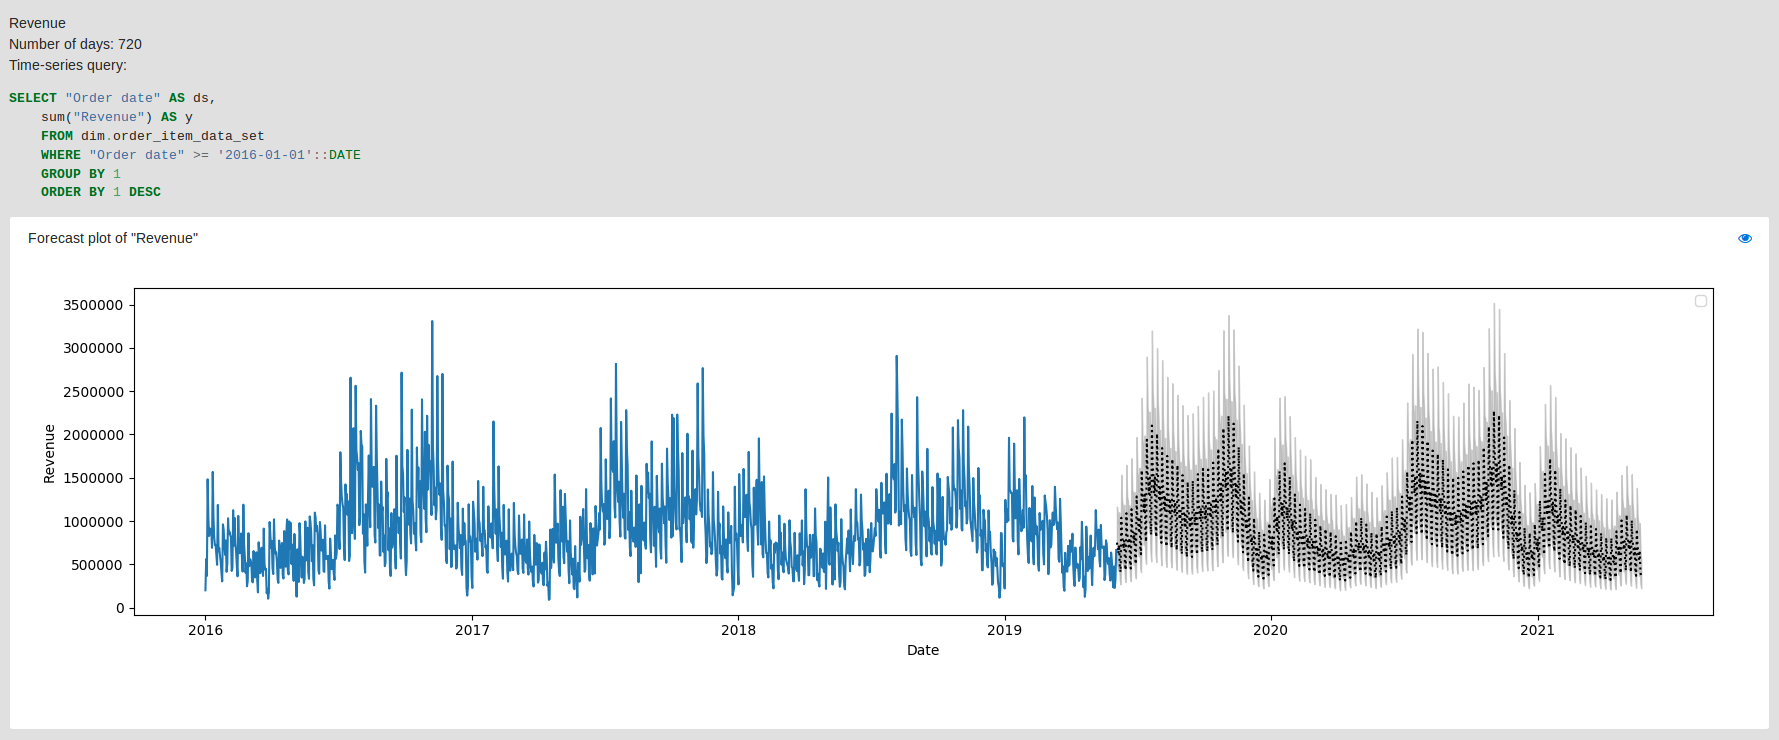 Revenue
Number of days: 720
Time-series query:
SELECT "Order date" AS ds,
    sum("Revenue") AS y
    FROM dim.order_item_data_set
    WHERE "Order date" >= '2016-01-01'::DATE
    GROUP BY 1
    ORDER BY 1 DESC
Forecast plot of "Revenue"
3500000
3000000
2500000
2000000
1500000
1000000
500000
0
Revenue
2016 2017 2018 2019 2020 2021
Date